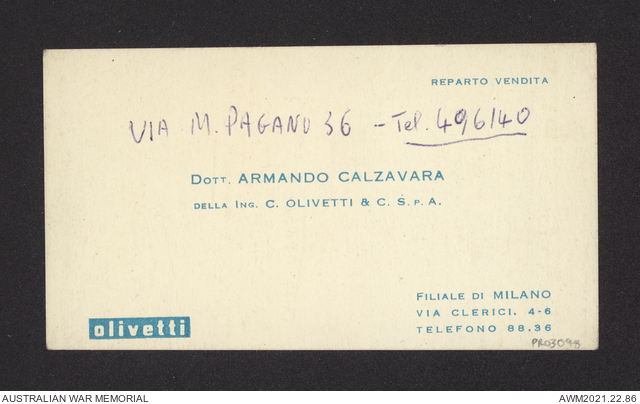 REPARTO VENDITA
VIA M. PAGANO 36 - Tel. 496140
DOTT. ARMANDO CALZAVARA
DELLA ING. C. OLIVETTI & C. S.P.A.
FILIALE DI MILANO
VIA CLERICI, 4-6
TELEFONO 88.36
olivetti
PR03098
AUSTRALIAN WAR MEMORIAL
AWM2021.22.86